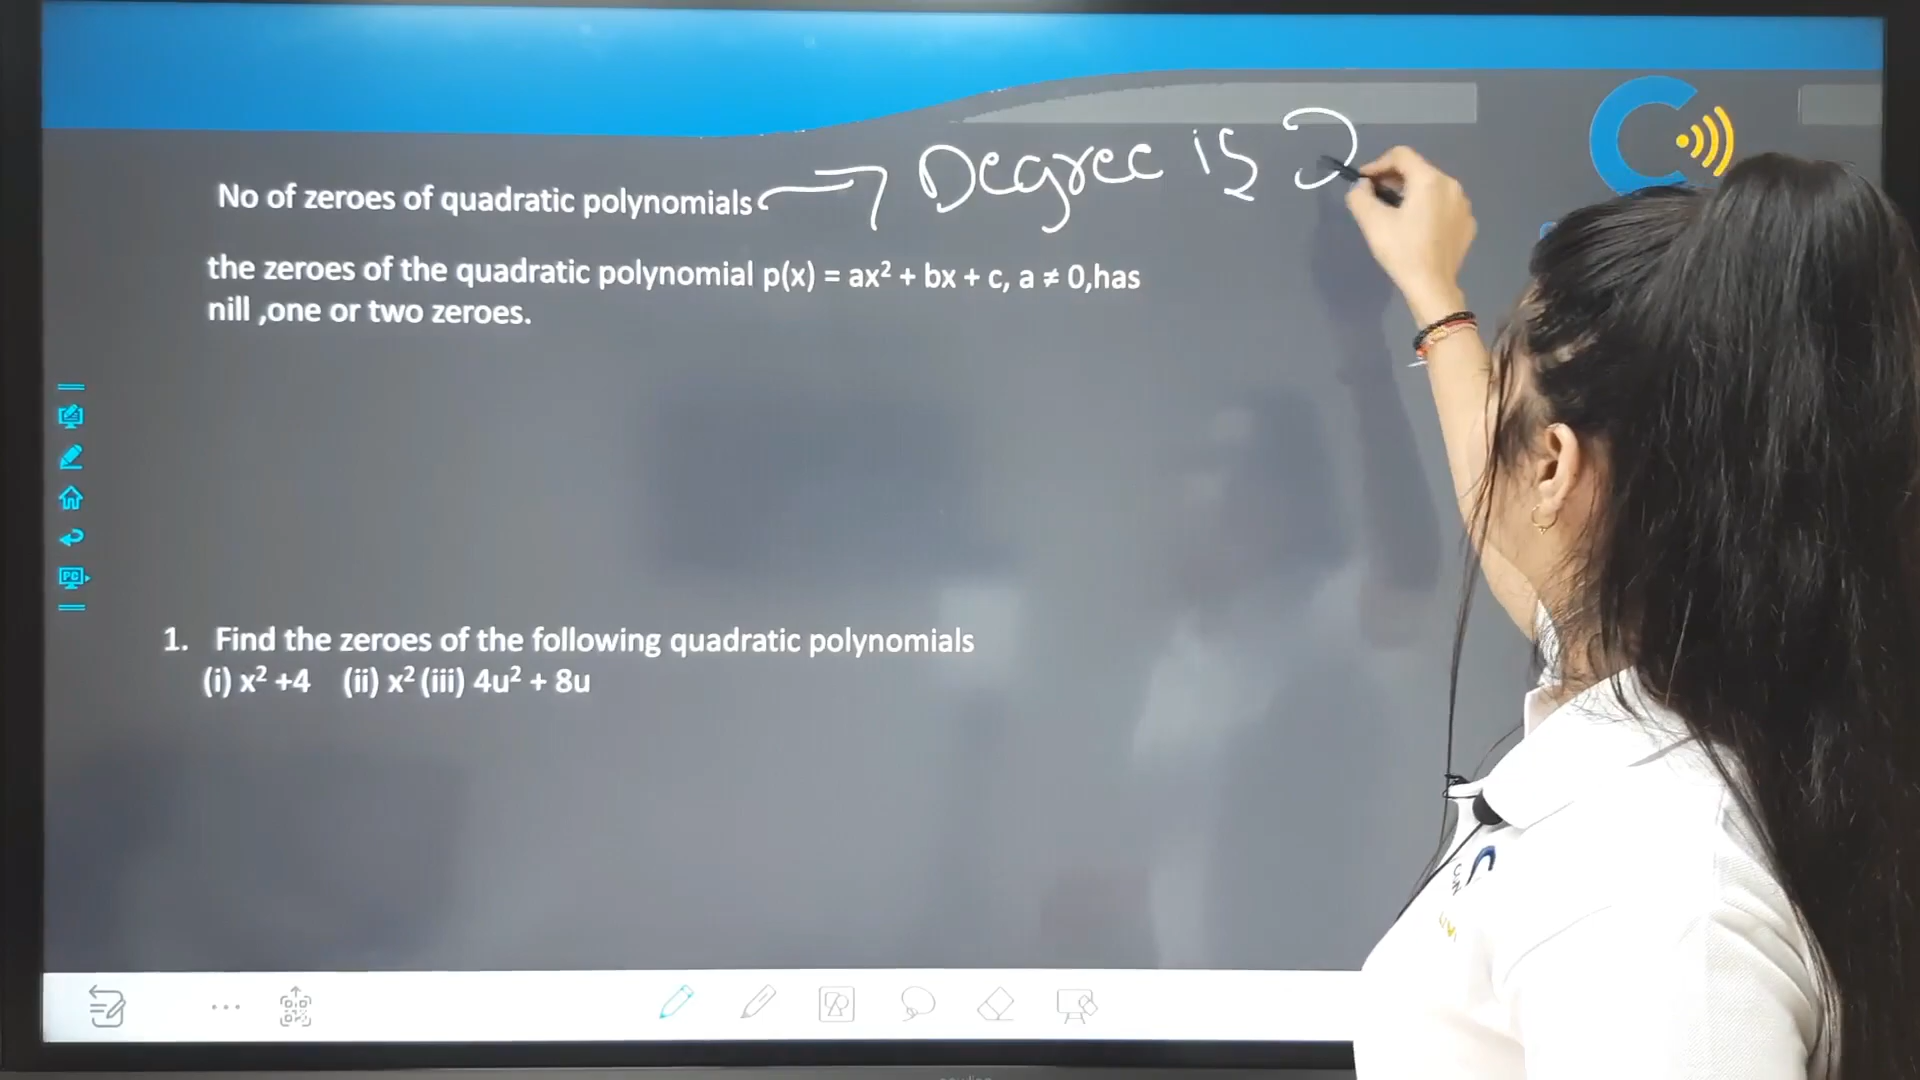 No of zeroes of quadratic polynomials → Degree is 2
the zeroes of the quadratic polynomial p(x) = ax² + bx + c, a ≠ 0,has
nill ,one or two zeroes.
PC
1. Find the zeroes of the following quadratic polynomials
(i) x² +4 (ii) x² (iii) 4u² + 8u